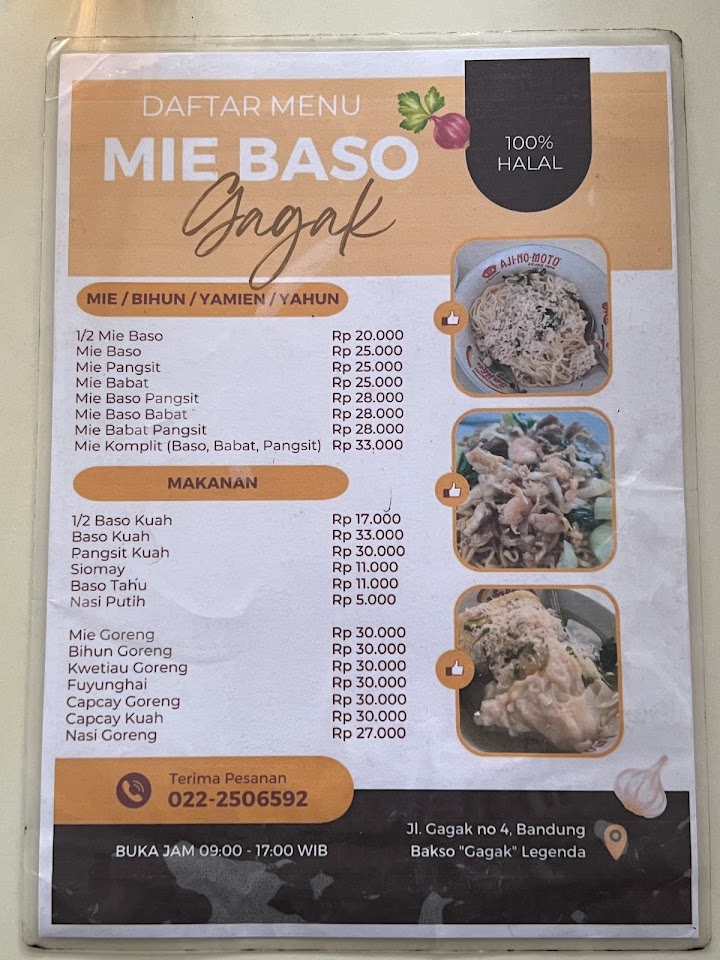 DAFTAR MENU
MIE BASO
Gagak
100%
HALAL
AJI-NO-MOTO
MIE / BIHUN / YAMIEN / YAHUN
1/2 Mie Baso Rp 20.000
Mie Baso Rp 25.000
Mie Pangsit Rp 25.000
Mie Babat Rp 25.000
Mie Baso Pangsit Rp 28.000
Mie Baso Babat Rp 28.000
Mie Babat Pangsit Rp 28.000
Mie Komplit (Baso, Babat, Pangsit) Rp 33.000
MAKANAN
1/2 Baso Kuah Rp 17.000
Baso Kuah Rp 33.000
Pangsit Kuah Rp 30.000
Siomay Rp 11.000
Baso Tahu Rp 11.000
Nasi Putih Rp 5.000
Mie Goreng Rp 30.000
Bihun Goreng Rp 30.000
Kwetiau Goreng Rp 30.000
Fuyunghai Rp 30.000
Capcay Goreng Rp 30.000
Capcay Kuah Rp 30.000
Nasi Goreng Rp 27.000
Terima Pesanan
022-2506592
BUKA JAM 09:00 - 17:00 WIB
Jl. Gagak no 4, Bandung
Bakso "Gagak" Legenda